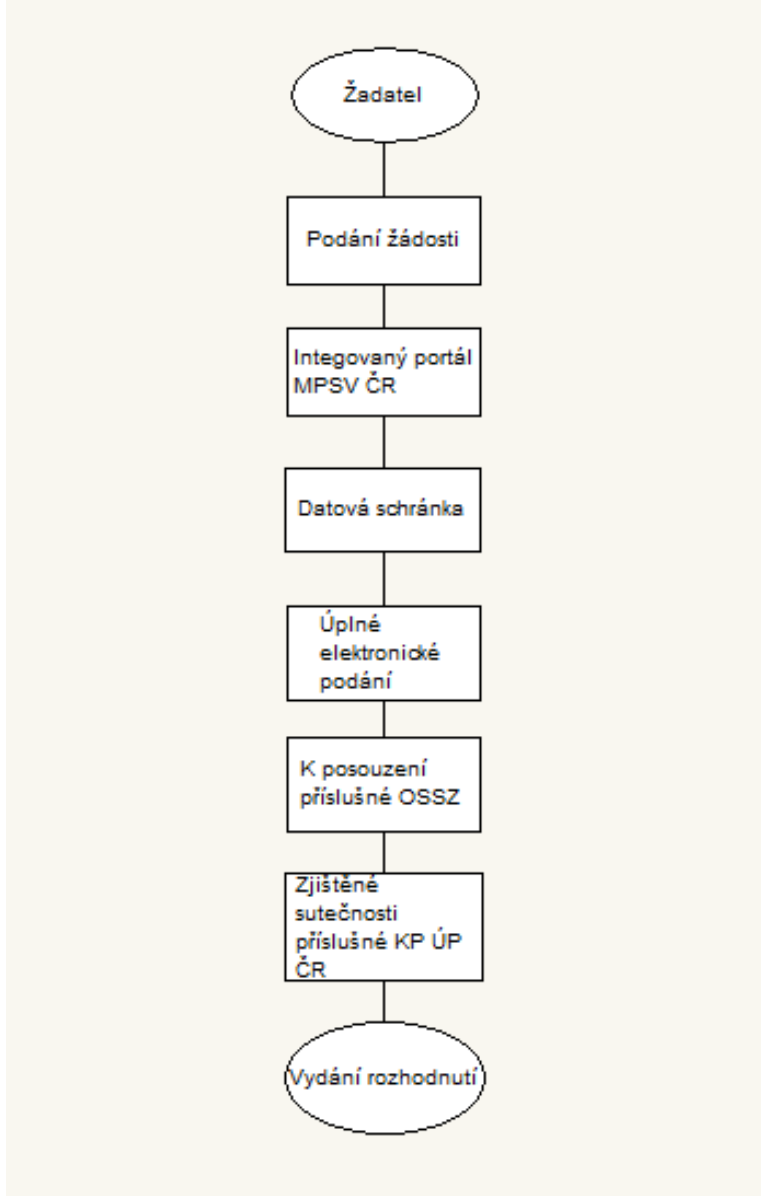 Žadatel
Podání žádosti
Integovaný portál
MPSV ČR
Datová schránka
Úplné
elektronické
podání
K posouzení
příslušné OSSZ
Zjištěné
sutečnosti
příslušné KP ÚP
ČR
Vydání rozhodnutí